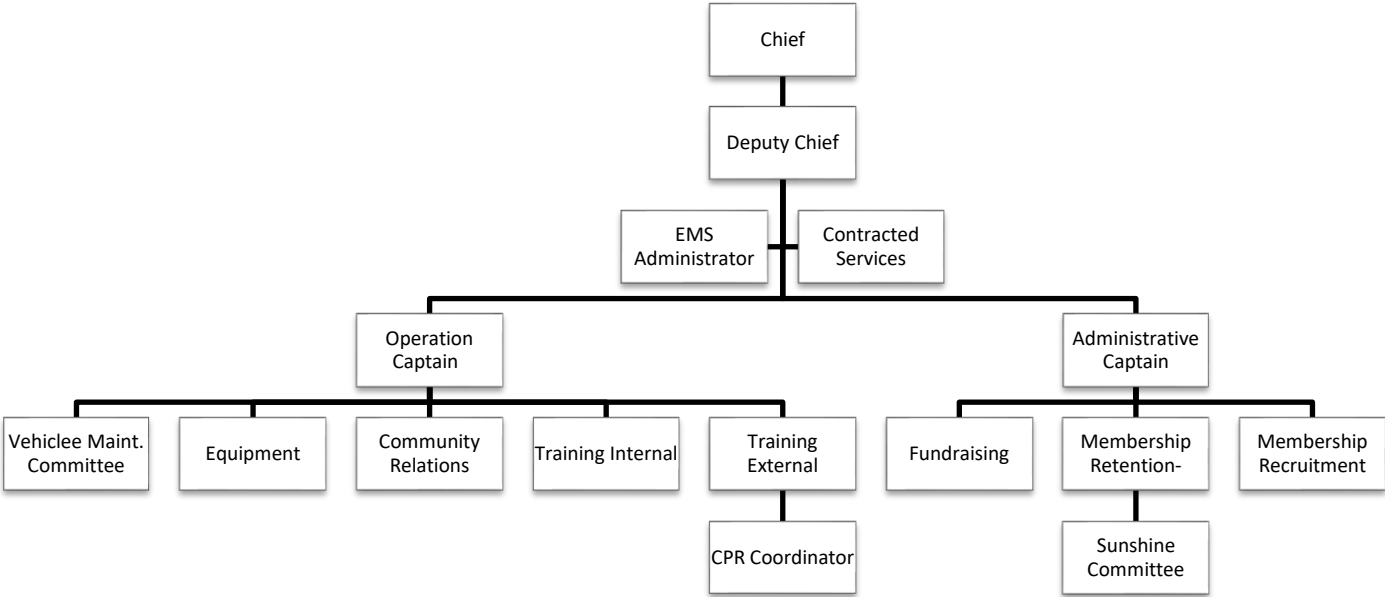 Chief
Deputy Chief
EMS
Administrator
Contracted
Services
Operation
Captain
Administrative
Captain
Vehiclee Maint.
Committee
Equipment
Community
Relations
Training Internal
Training
External
Fundraising
Membership
Retention-
Membership
Recruitment
CPR Coordinator
Sunshine
Committee